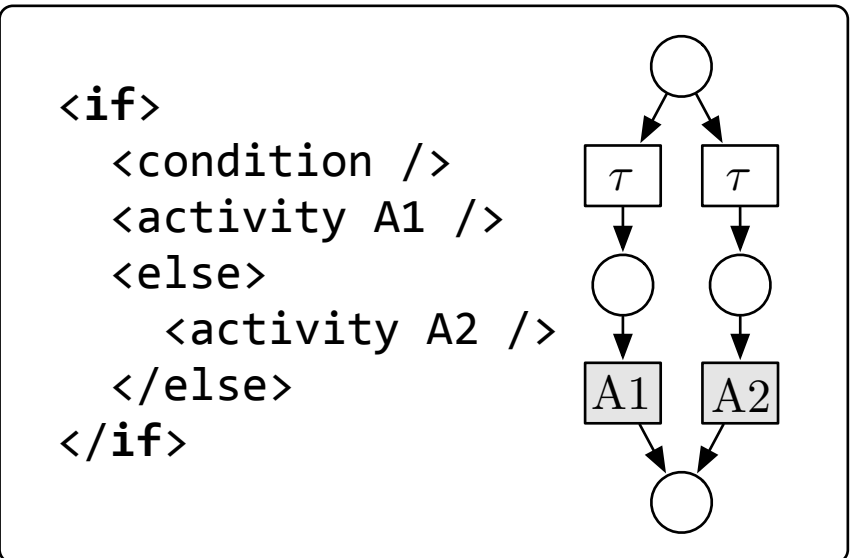 <if>
<condition />
<activity A1 />
<else>
<activity A2 />
</else>
</if>
τ τ
A1 A2